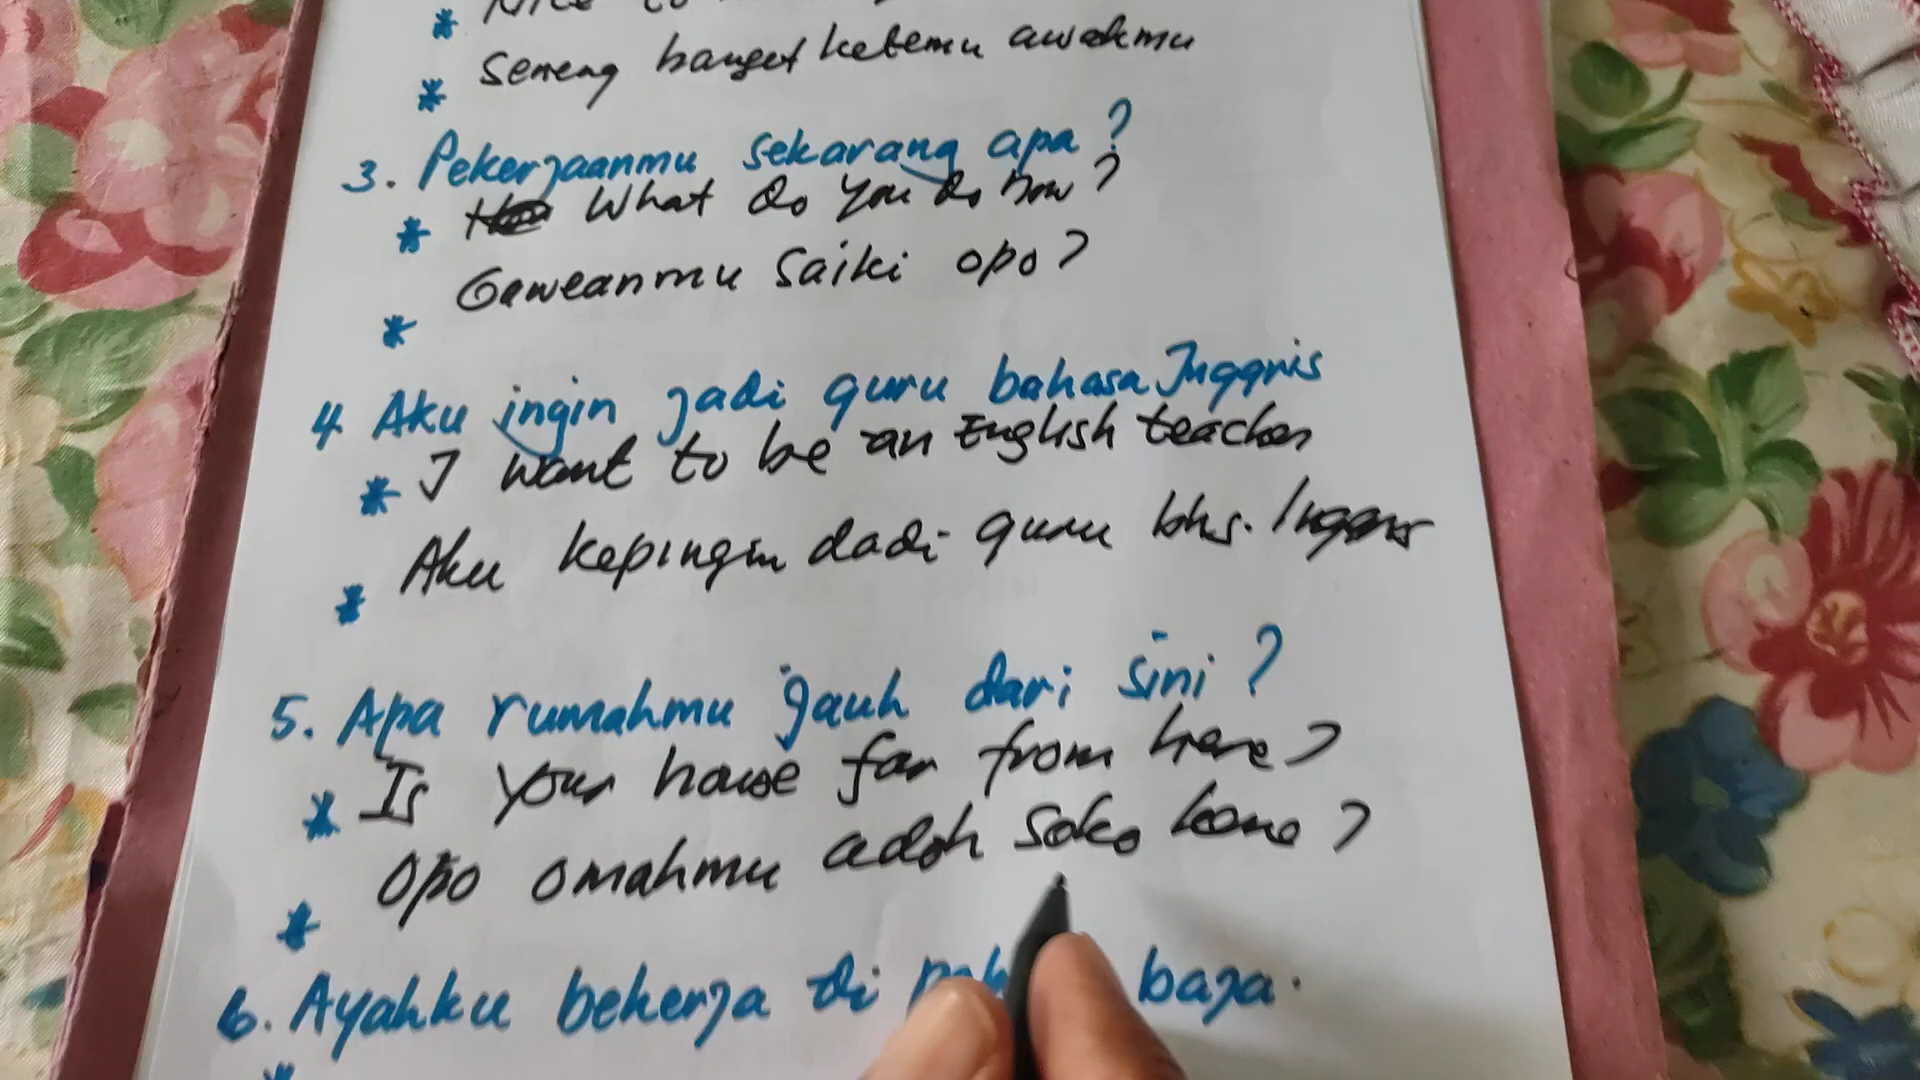 * Nice to
* Seneng banget ketemu awakmu
3. Pekerjaanmu sekarang apa?
* What do you do now?
* Gaweanmu saiki opo?
4 Aku ingin jadi guru bahasa Inggris
* I want to be an English teacher
* Aku kepingin dadi guru bhs. Inggris
5. Apa rumahmu jauh dari sini?
* Is your house far from here?
* Opo omahmu adoh soko kene?
6. Ayahku bekerja di baja.
*